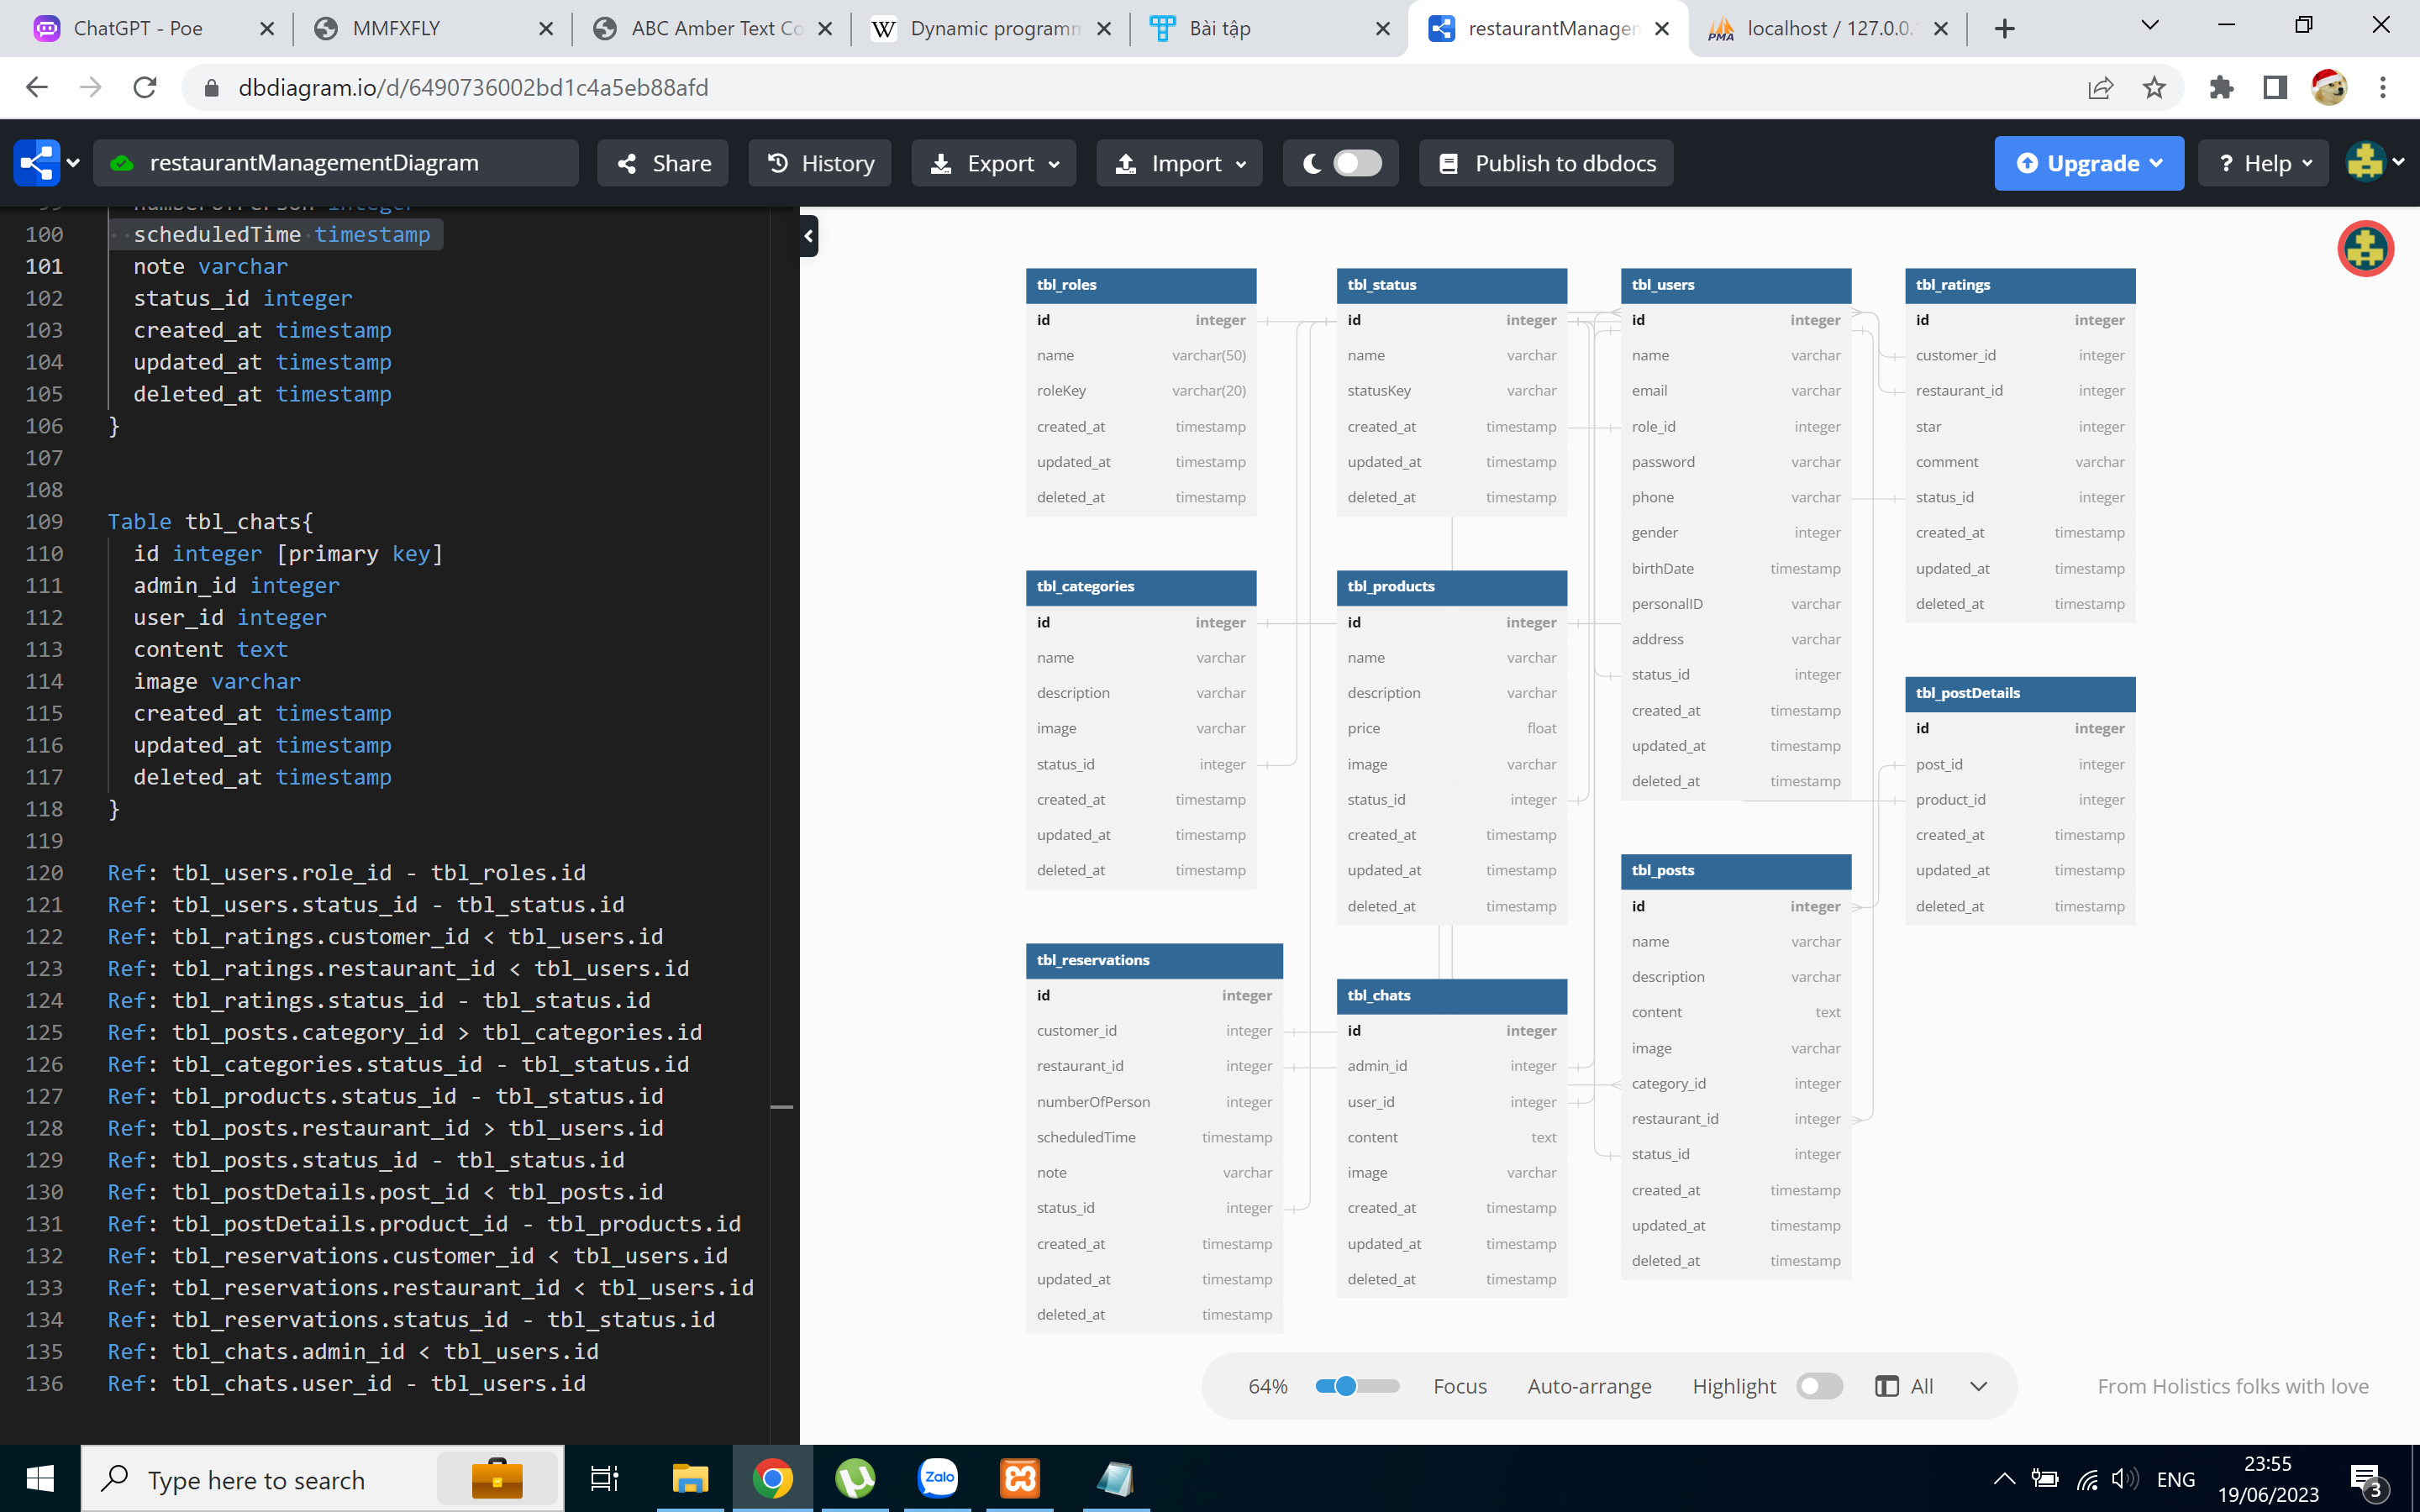 ChatGPT - Poe
MMFXFLY
ABC Amber Text Co
Dynamic programm
Bài tập
restaurantManagem
localhost / 127.0.0.1
dbdiagram.io/d/6490736002bd1c4a5eb88afd
restaurantManagementDiagram
Share
History
Export
Import
Publish to dbdocs
Upgrade
? Help
99 numberOfPerson integer
100 scheduledTime timestamp
101 note varchar
102 status_id integer
103 created_at timestamp
104 updated_at timestamp
105 deleted_at timestamp
106 }
107
108
109 Table tbl_chats{
110 id integer [primary key]
111 admin_id integer
112 user_id integer
113 content text
114 image varchar
115 created_at timestamp
116 updated_at timestamp
117 deleted_at timestamp
118 }
119
120 Ref: tbl_users.role_id - tbl_roles.id
121 Ref: tbl_users.status_id - tbl_status.id
122 Ref: tbl_ratings.customer_id < tbl_users.id
123 Ref: tbl_ratings.restaurant_id < tbl_users.id
124 Ref: tbl_ratings.status_id - tbl_status.id
125 Ref: tbl_posts.category_id > tbl_categories.id
126 Ref: tbl_categories.status_id - tbl_status.id
127 Ref: tbl_products.status_id - tbl_status.id
128 Ref: tbl_posts.restaurant_id > tbl_users.id
129 Ref: tbl_posts.status_id - tbl_status.id
130 Ref: tbl_postDetails.post_id < tbl_posts.id
131 Ref: tbl_postDetails.product_id - tbl_products.id
132 Ref: tbl_reservations.customer_id < tbl_users.id
133 Ref: tbl_reservations.restaurant_id < tbl_users.id
134 Ref: tbl_reservations.status_id - tbl_status.id
135 Ref: tbl_chats.admin_id < tbl_users.id
136 Ref: tbl_chats.user_id - tbl_users.id
tbl_roles
id integer
name varchar(50)
roleKey varchar(20)
created_at timestamp
updated_at timestamp
deleted_at timestamp
tbl_status
id integer
name varchar
statusKey varchar
created_at timestamp
updated_at timestamp
deleted_at timestamp
tbl_users
id integer
name varchar
email varchar
role_id integer
password varchar
phone varchar
gender integer
birthDate timestamp
personalID varchar
address varchar
status_id integer
created_at timestamp
updated_at timestamp
deleted_at timestamp
tbl_ratings
id integer
customer_id integer
restaurant_id integer
star integer
comment varchar
status_id integer
created_at timestamp
updated_at timestamp
deleted_at timestamp
tbl_categories
id integer
name varchar
description varchar
image varchar
status_id integer
created_at timestamp
updated_at timestamp
deleted_at timestamp
tbl_products
id integer
name varchar
description varchar
price float
image varchar
status_id integer
created_at timestamp
updated_at timestamp
deleted_at timestamp
tbl_postDetails
id integer
post_id integer
product_id integer
created_at timestamp
updated_at timestamp
deleted_at timestamp
tbl_posts
id integer
name varchar
description varchar
content text
image varchar
category_id integer
restaurant_id integer
status_id integer
created_at timestamp
updated_at timestamp
deleted_at timestamp
tbl_reservations
id integer
customer_id integer
restaurant_id integer
numberOfPerson integer
scheduledTime timestamp
note varchar
status_id integer
created_at timestamp
updated_at timestamp
deleted_at timestamp
tbl_chats
id integer
admin_id integer
user_id integer
content text
image varchar
created_at timestamp
updated_at timestamp
deleted_at timestamp
64%
Focus
Auto-arrange
Highlight
All
From Holistics folks with love
Type here to search
Zalo
ENG
23:55
19/06/2023
3